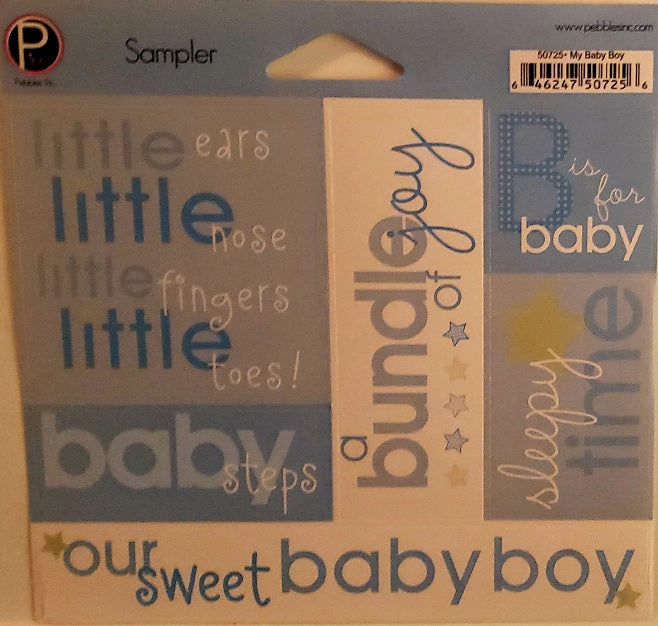 P
Pebbles Inc.
Sampler
www.pebblesinc.com
50725• My Baby Boy
6 46247 50725 6
little ears
little nose
little fingers
little toes!
baby steps
a bundle of joy
B is for baby
sleepy time
our sweet baby boy